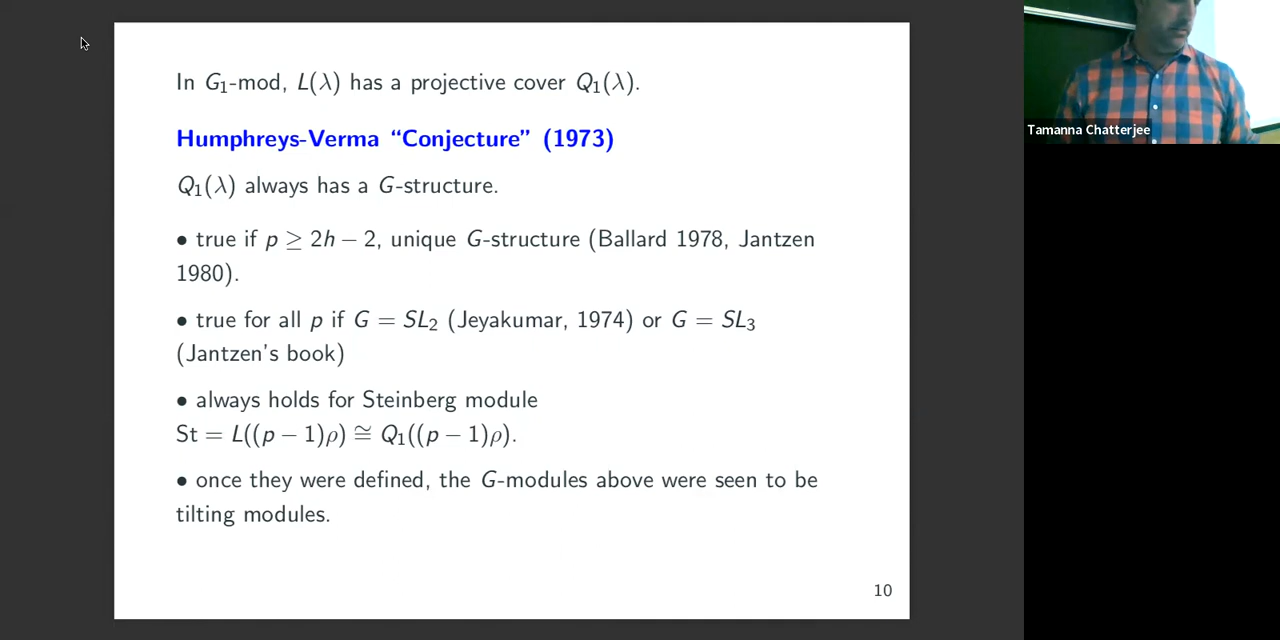 In G₁-mod, L(λ) has a projective cover Q₁(λ).
Humphreys-Verma “Conjecture” (1973)
Q₁(λ) always has a G-structure.
• true if p ≥ 2h − 2, unique G-structure (Ballard 1978, Jantzen
1980).
• true for all p if G = SL₂ (Jeyakumar, 1974) or G = SL₃
(Jantzen’s book)
• always holds for Steinberg module
St = L((p − 1)ρ) ≅ Q₁((p − 1)ρ).
• once they were defined, the G-modules above were seen to be
tilting modules.
10
Tamanna Chatterjee